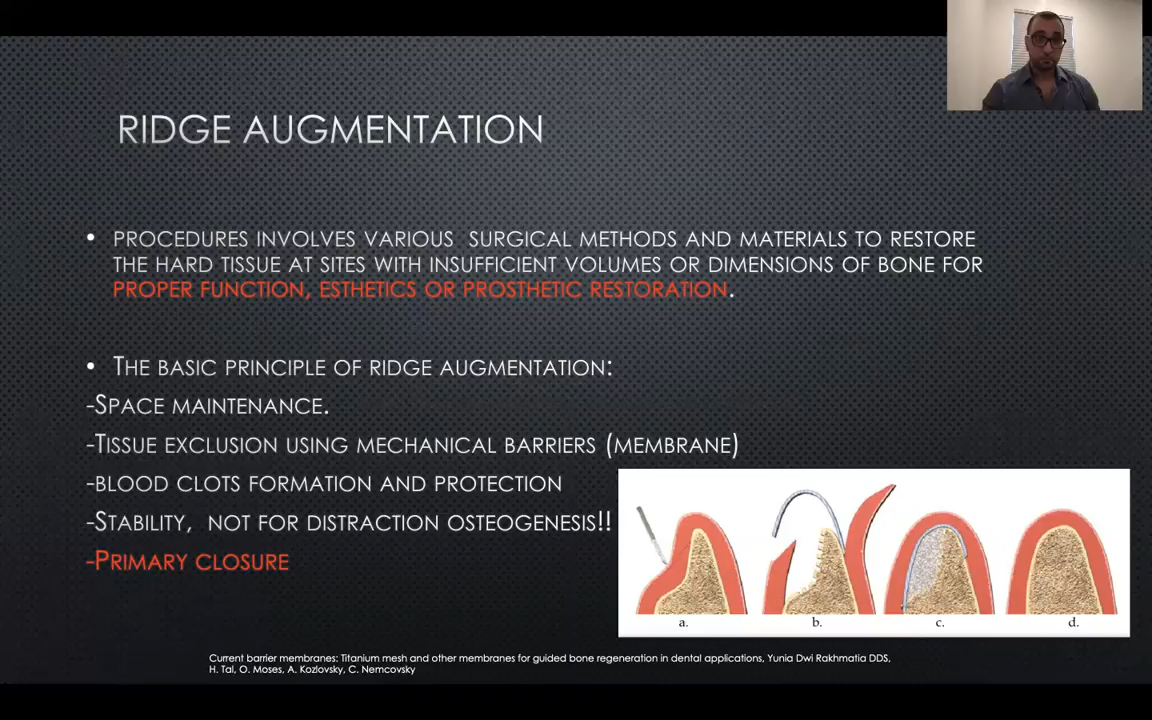 RIDGE AUGMENTATION
• PROCEDURES INVOLVES VARIOUS SURGICAL METHODS AND MATERIALS TO RESTORE
THE HARD TISSUE AT SITES WITH INSUFFICIENT VOLUMES OR DIMENSIONS OF BONE FOR
PROPER FUNCTION, ESTHETICS OR PROSTHETIC RESTORATION.
• THE BASIC PRINCIPLE OF RIDGE AUGMENTATION:
-SPACE MAINTENANCE.
-TISSUE EXCLUSION USING MECHANICAL BARRIERS (MEMBRANE)
-BLOOD CLOTS FORMATION AND PROTECTION
-STABILITY, NOT FOR DISTRACTION OSTEOGENESIS!!
-PRIMARY CLOSURE
a. b. c. d.
Current barrier membranes: Titanium mesh and other membranes for guided bone regeneration in dental applications, Yunia Dwi Rakhmatia DDS,
H. Tal, O. Moses, A. Kozlovsky, C. Nemcovsky